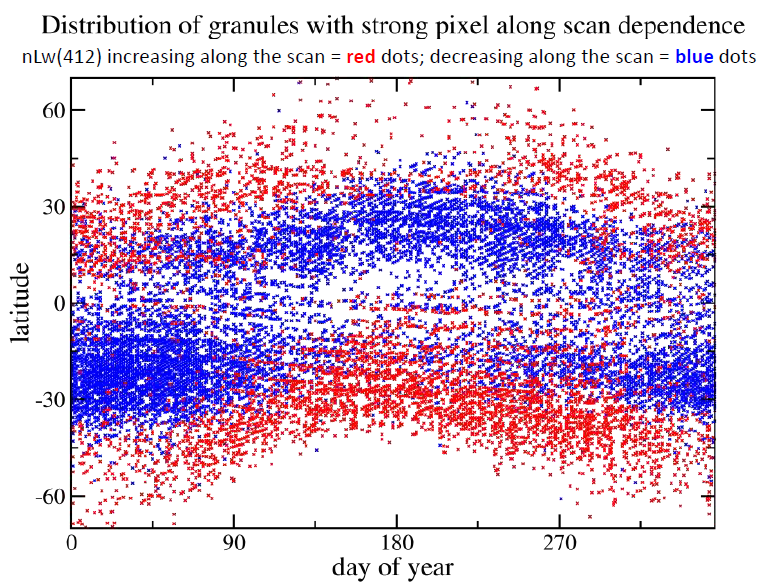 Distribution of granules with strong pixel along scan dependence
nLw(412) increasing along the scan = red dots; decreasing along the scan = blue dots
60
30
0
-30
-60
latitude
0 90 180 270
day of year